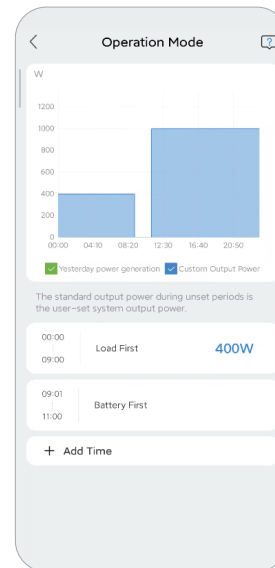 Operation Mode
?
W
1200
1000
800
600
400
200
0
00:00 04:10 08:20 12:30 16:40 20:50
Yesterday power generation Custom Output Power
The standard output power during unset periods is
the user-set system output power.
00:00
09:00
Load First
400W
09:01
11:00
Battery First
+ Add Time